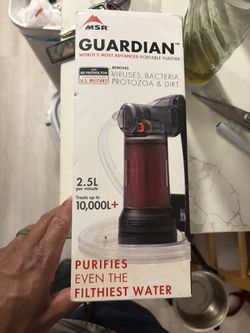 MSR
GUARDIAN™
WORLD'S MOST ADVANCED PORTABLE PURIFIER
U.S. MILITARY
REMOVES
VIRUSES, BACTERIA,
PROTOZOA & DIRT
2.5L
per minute
Treats up to
10,000L+
PURIFIES
EVEN THE
FILTHIEST WATER